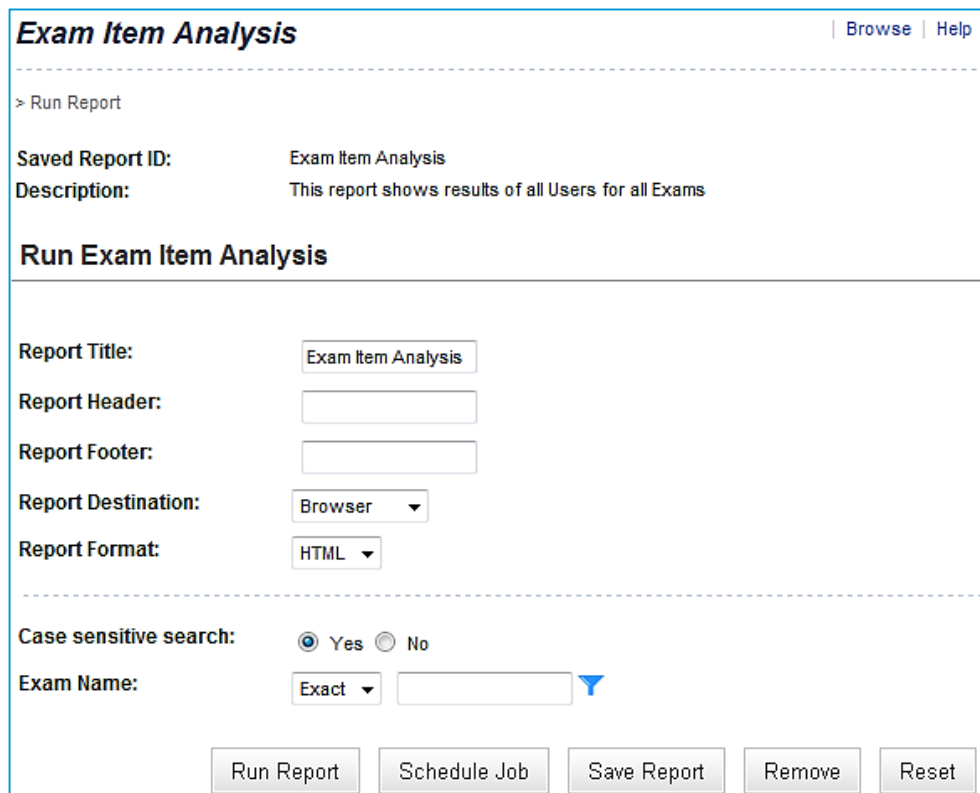 Exam Item Analysis | Browse | Help
> Run Report
Saved Report ID: Exam Item Analysis
Description: This report shows results of all Users for all Exams
Run Exam Item Analysis
Report Title: Exam Item Analysis
Report Header:
Report Footer:
Report Destination: Browser
Report Format: HTML
Case sensitive search: Yes No
Exam Name: Exact
Run Report Schedule Job Save Report Remove Reset